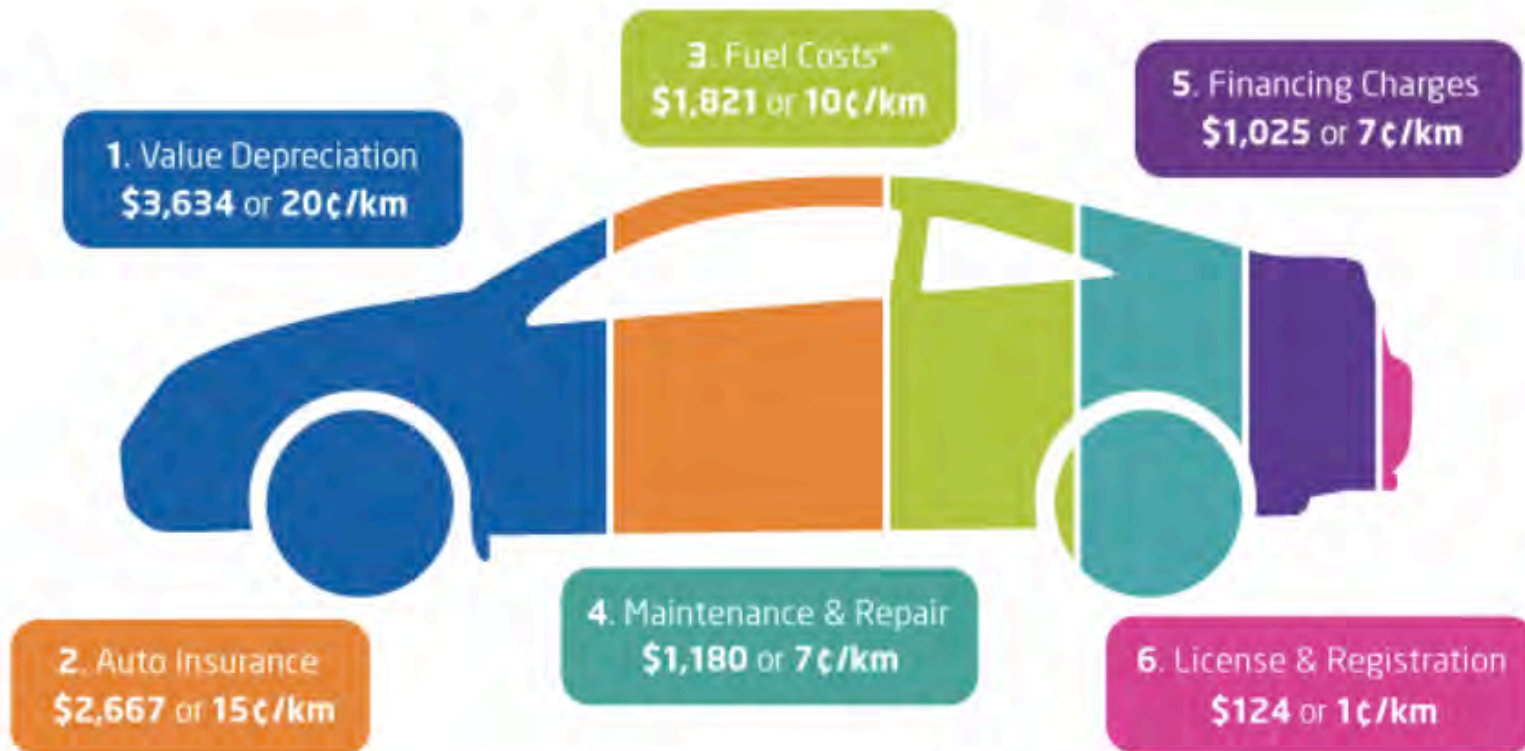 1. Value Depreciation
$3,634 or 20¢/km
2. Auto Insurance
$2,667 or 15¢/km
3. Fuel Costs*
$1,821 or 10¢/km
4. Maintenance & Repair
$1,180 or 7¢/km
5. Financing Charges
$1,025 or 7¢/km
6. License & Registration
$124 or 1¢/km